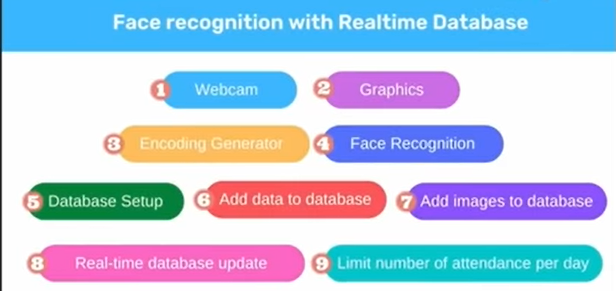 Face recognition with Realtime Database
1 Webcam
2 Graphics
3 Encoding Generator
4 Face Recognition
5 Database Setup
6 Add data to database
7 Add images to database
8 Real-time database update
9 Limit number of attendance per day